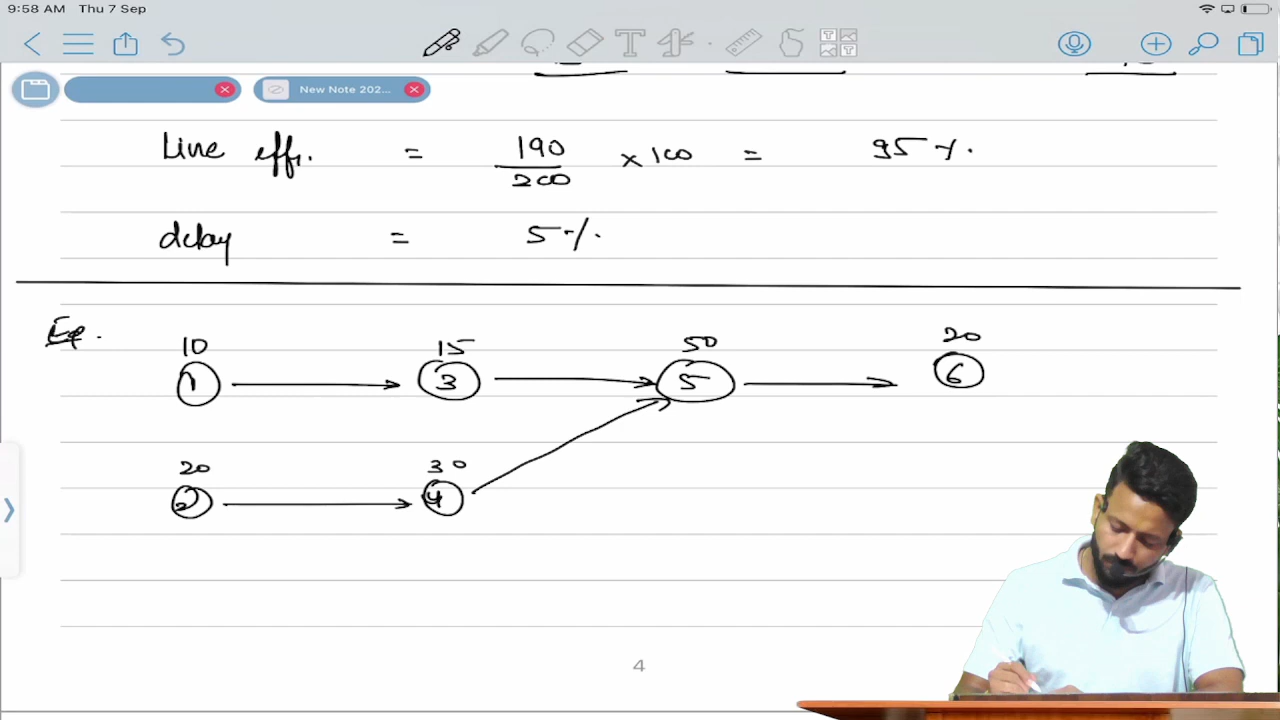 9:58 AM Thu 7 Sep
New Note 202...
Line effi. = 190/200 × 100 = 95 %.
delay = 5 %.
Eg.
10 15 50 20
1 3 5 6
20 30
2 4
4